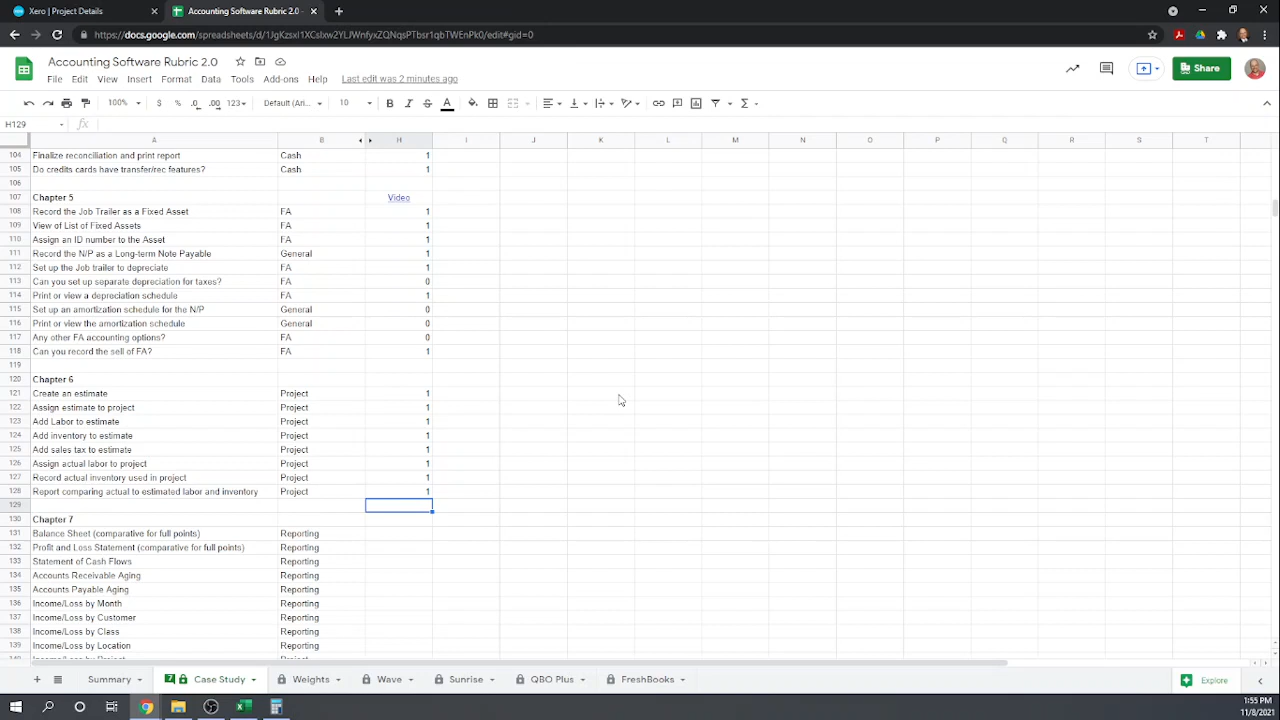 Xero | Project Details
Accounting Software Rubric 2.0 -
https://docs.google.com/spreadsheets/d/
Accounting Software Rubric 2.0
Share
File Edit View Insert Format Data Tools Add-ons Help Last edit was 2 minutes ago
100% $ % .0 .00 123 Default (Ari... 10 B I S A
H129 fx
A B H I J K L M N O P Q R S T
104 Finalize reconciliation and print report Cash 1
105 Do credits cards have transfer/rec features? Cash 1
106
107 Chapter 5 Video
108 Record the Job Trailer as a Fixed Asset FA 1
109 View of List of Fixed Assets FA 1
110 Assign an ID number to the Asset FA 1
111 Record the N/P as a Long-term Note Payable General 1
112 Set up the Job trailer to depreciate FA 1
113 Can you set up separate depreciation for taxes? FA 0
114 Print or view a depreciation schedule FA 1
115 Set up an amortization schedule for the N/P General 0
116 Print or view the amortization schedule General 0
117 Any other FA accounting options? FA 0
118 Can you record the sell of FA? FA 1
119
120 Chapter 6
121 Create an estimate Project 1
122 Assign estimate to project Project 1
123 Add Labor to estimate Project 1
124 Add inventory to estimate Project 1
125 Add sales tax to estimate Project 1
126 Assign actual labor to project Project 1
127 Record actual inventory used in project Project 1
128 Report comparing actual to estimated labor and inventory Project 1
129
130 Chapter 7
131 Balance Sheet (comparative for full points) Reporting
132 Profit and Loss Statement (comparative for full points) Reporting
133 Statement of Cash Flows Reporting
134 Accounts Receivable Aging Reporting
135 Accounts Payable Aging Reporting
136 Income/Loss by Month Reporting
137 Income/Loss by Customer Reporting
138 Income/Loss by Class Reporting
139 Income/Loss by Location Reporting
Summary 7 Case Study Weights Wave Sunrise QBO Plus FreshBooks Explore
1:55 PM
11/8/2021